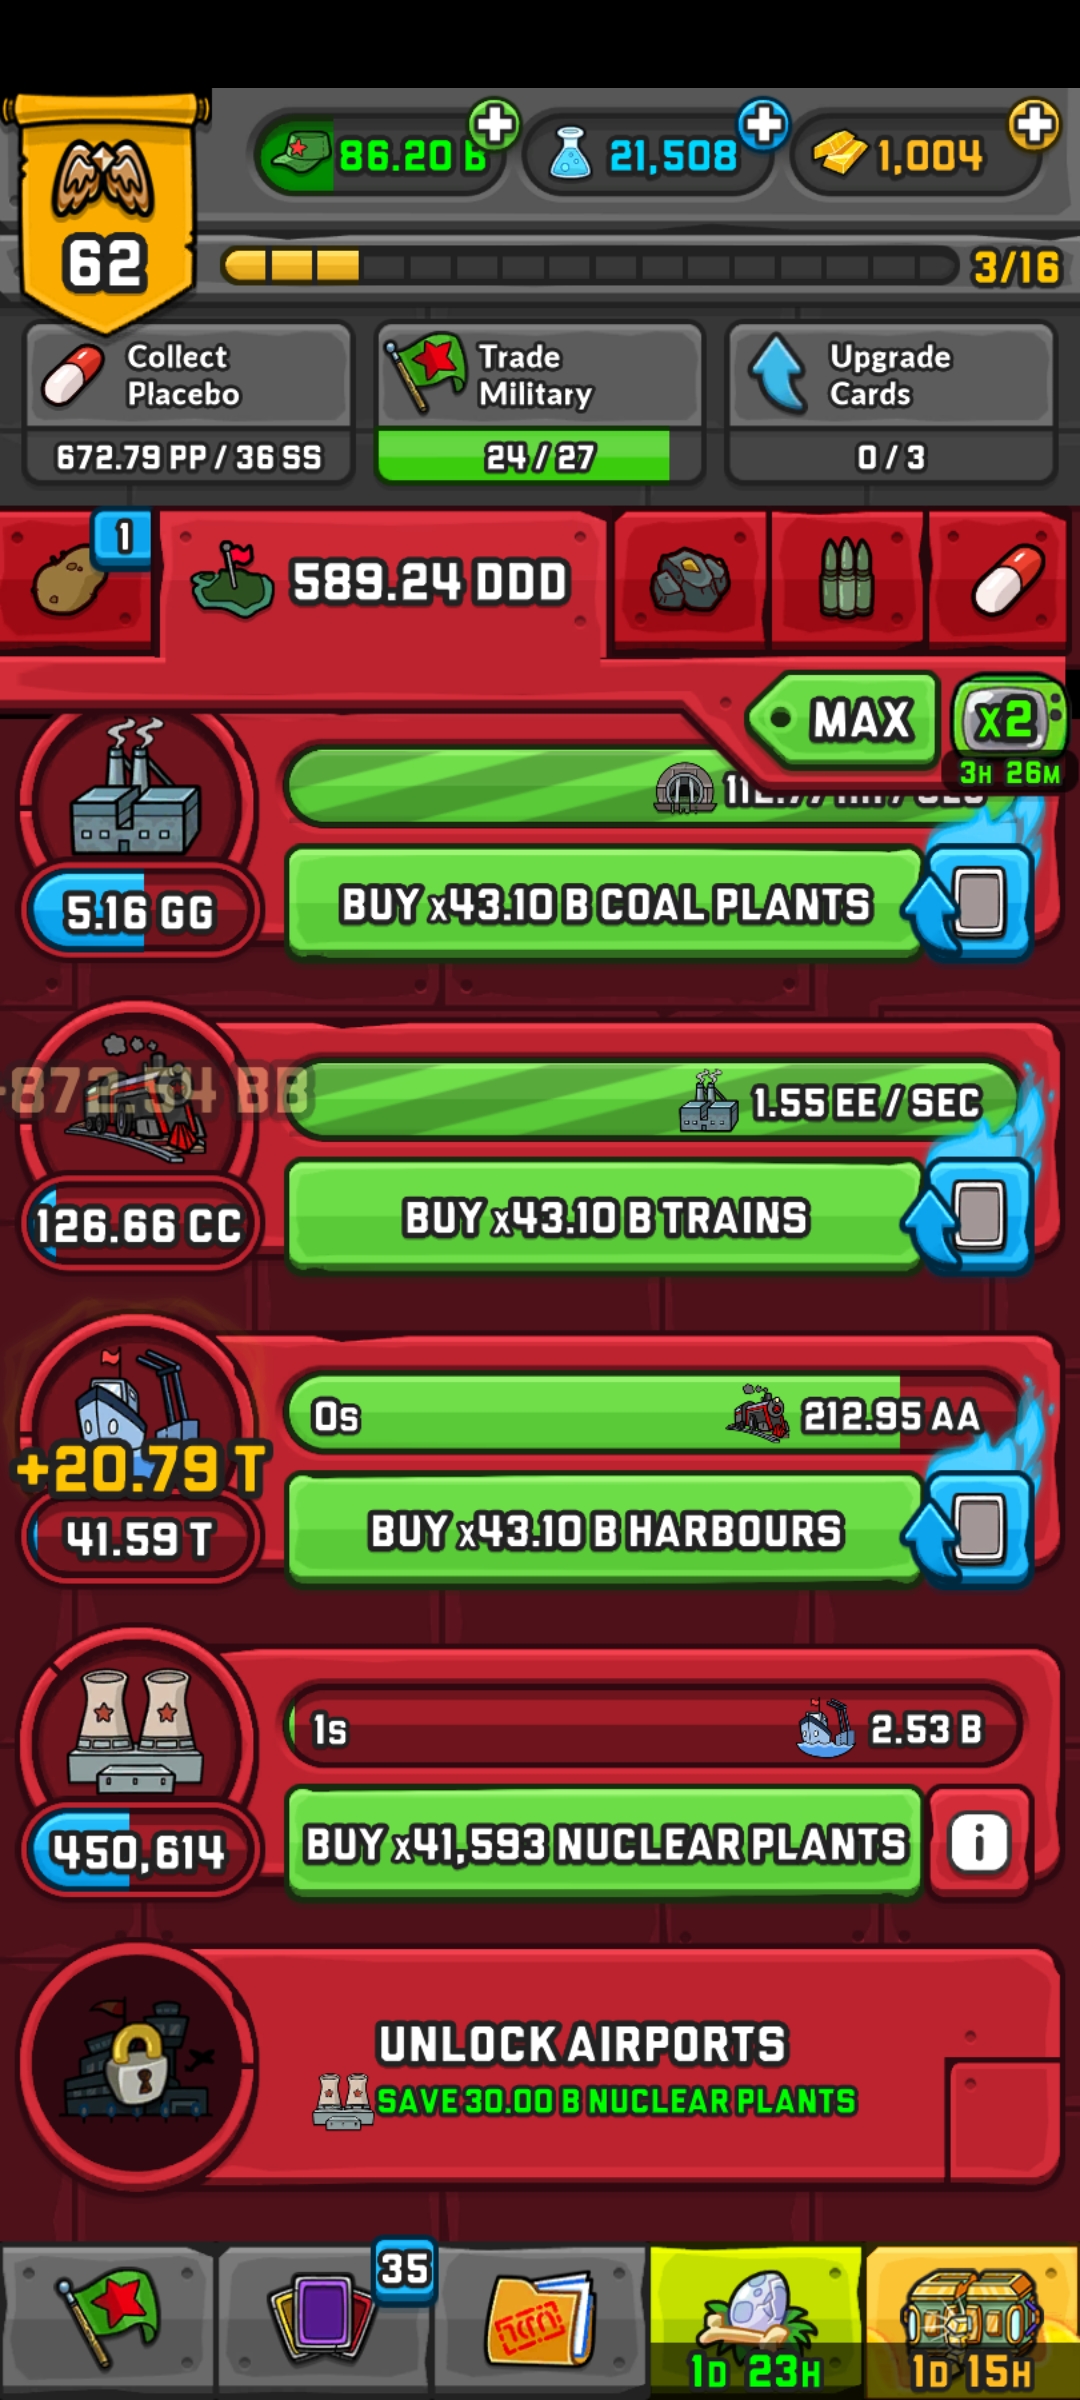 86.20 B
21,508
1,004
62
3/16
Collect
Placebo
Trade
Military
Upgrade
Cards
672.79 PP / 36 SS
24 / 27
0 / 3
1
589.24 DDD
MAX
x2
3H 26M
5.16 GG
BUY x43.10 B COAL PLANTS
1.55 EE / SEC
126.66 CC
BUY x43.10 B TRAINS
0s
212.95 AA
+20.79 T
41.59 T
BUY x43.10 B HARBOURS
1s
2.53 B
450,614
BUY x41,593 NUCLEAR PLANTS
i
UNLOCK AIRPORTS
SAVE 30.00 B NUCLEAR PLANTS
35
1D 23H
1D 15H